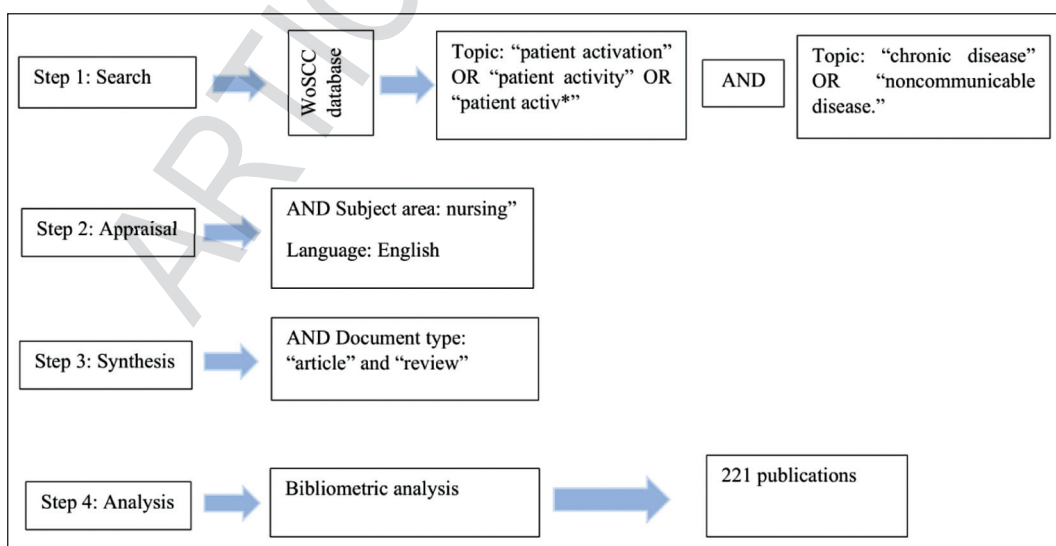 ARTIC
Step 1: Search
WoSCC
database
Topic: “patient activation”
OR “patient activity” OR
“patient activ*”
AND
Topic: “chronic disease”
OR “noncommunicable
disease.”
Step 2: Appraisal
AND Subject area: nursing”
Language: English
Step 3: Synthesis
AND Document type:
“article” and “review”
Step 4: Analysis
Bibliometric analysis
221 publications